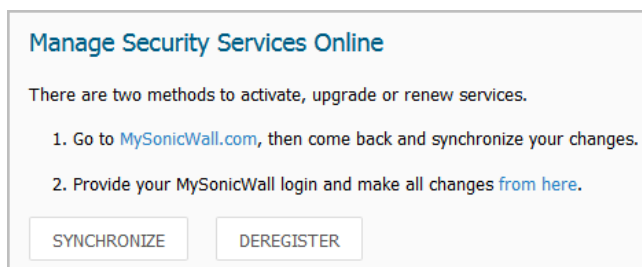 Manage Security Services Online
There are two methods to activate, upgrade or renew services.
1. Go to MySonicWall.com, then come back and synchronize your changes.
2. Provide your MySonicWall login and make all changes from here.
SYNCHRONIZE DEREGISTER